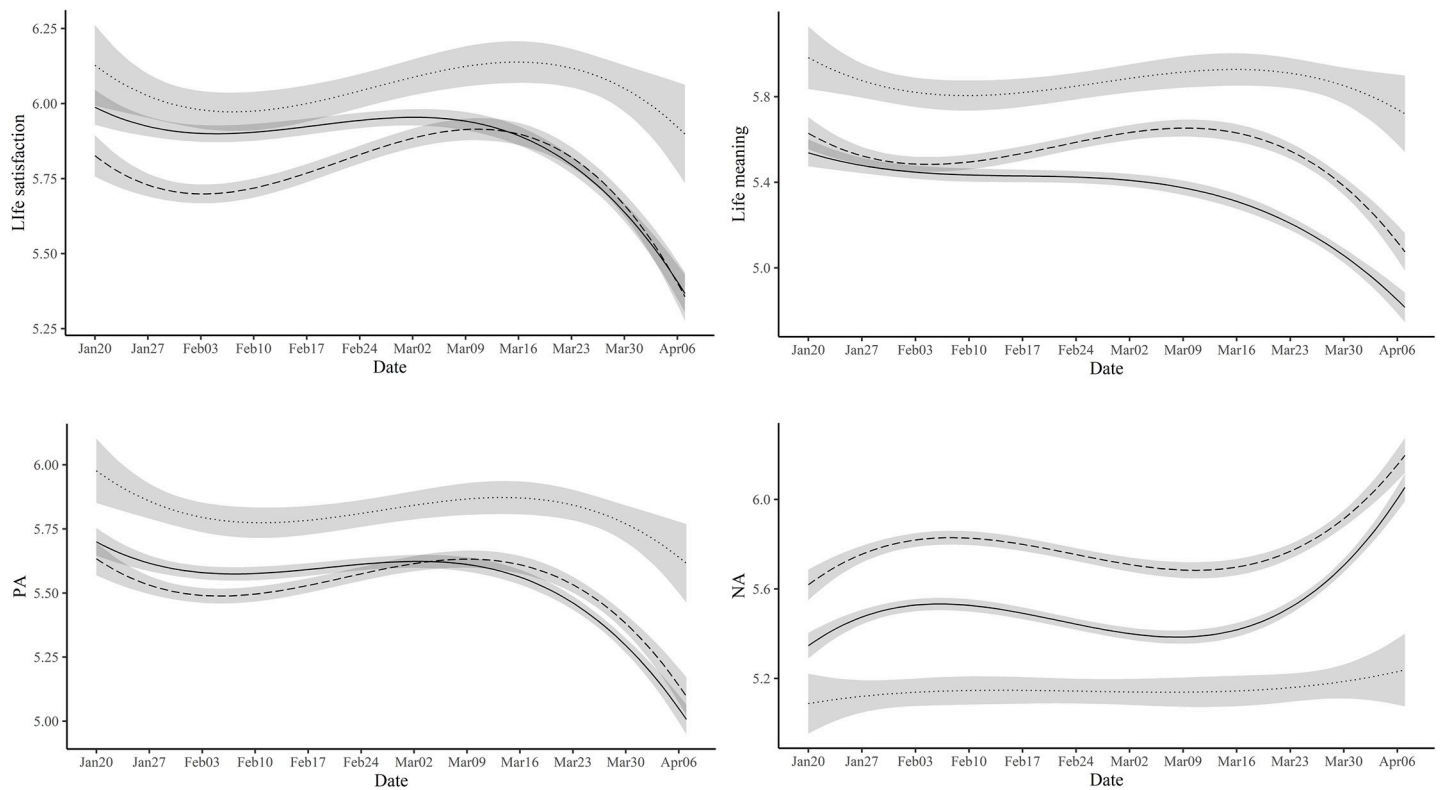 LIfe satisfaction
6.25
6.00
5.75
5.50
5.25
Jan20 Jan27 Feb03 Feb10 Feb17 Feb24 Mar02 Mar09 Mar16 Mar23 Mar30 Apr06
Date
Life meaning
5.8
5.4
5.0
Jan20 Jan27 Feb03 Feb10 Feb17 Feb24 Mar02 Mar09 Mar16 Mar23 Mar30 Apr06
Date
PA
6.00
5.75
5.50
5.25
5.00
Jan20 Jan27 Feb03 Feb10 Feb17 Feb24 Mar02 Mar09 Mar16 Mar23 Mar30 Apr06
Date
NA
6.0
5.6
5.2
Jan20 Jan27 Feb03 Feb10 Feb17 Feb24 Mar02 Mar09 Mar16 Mar23 Mar30 Apr06
Date